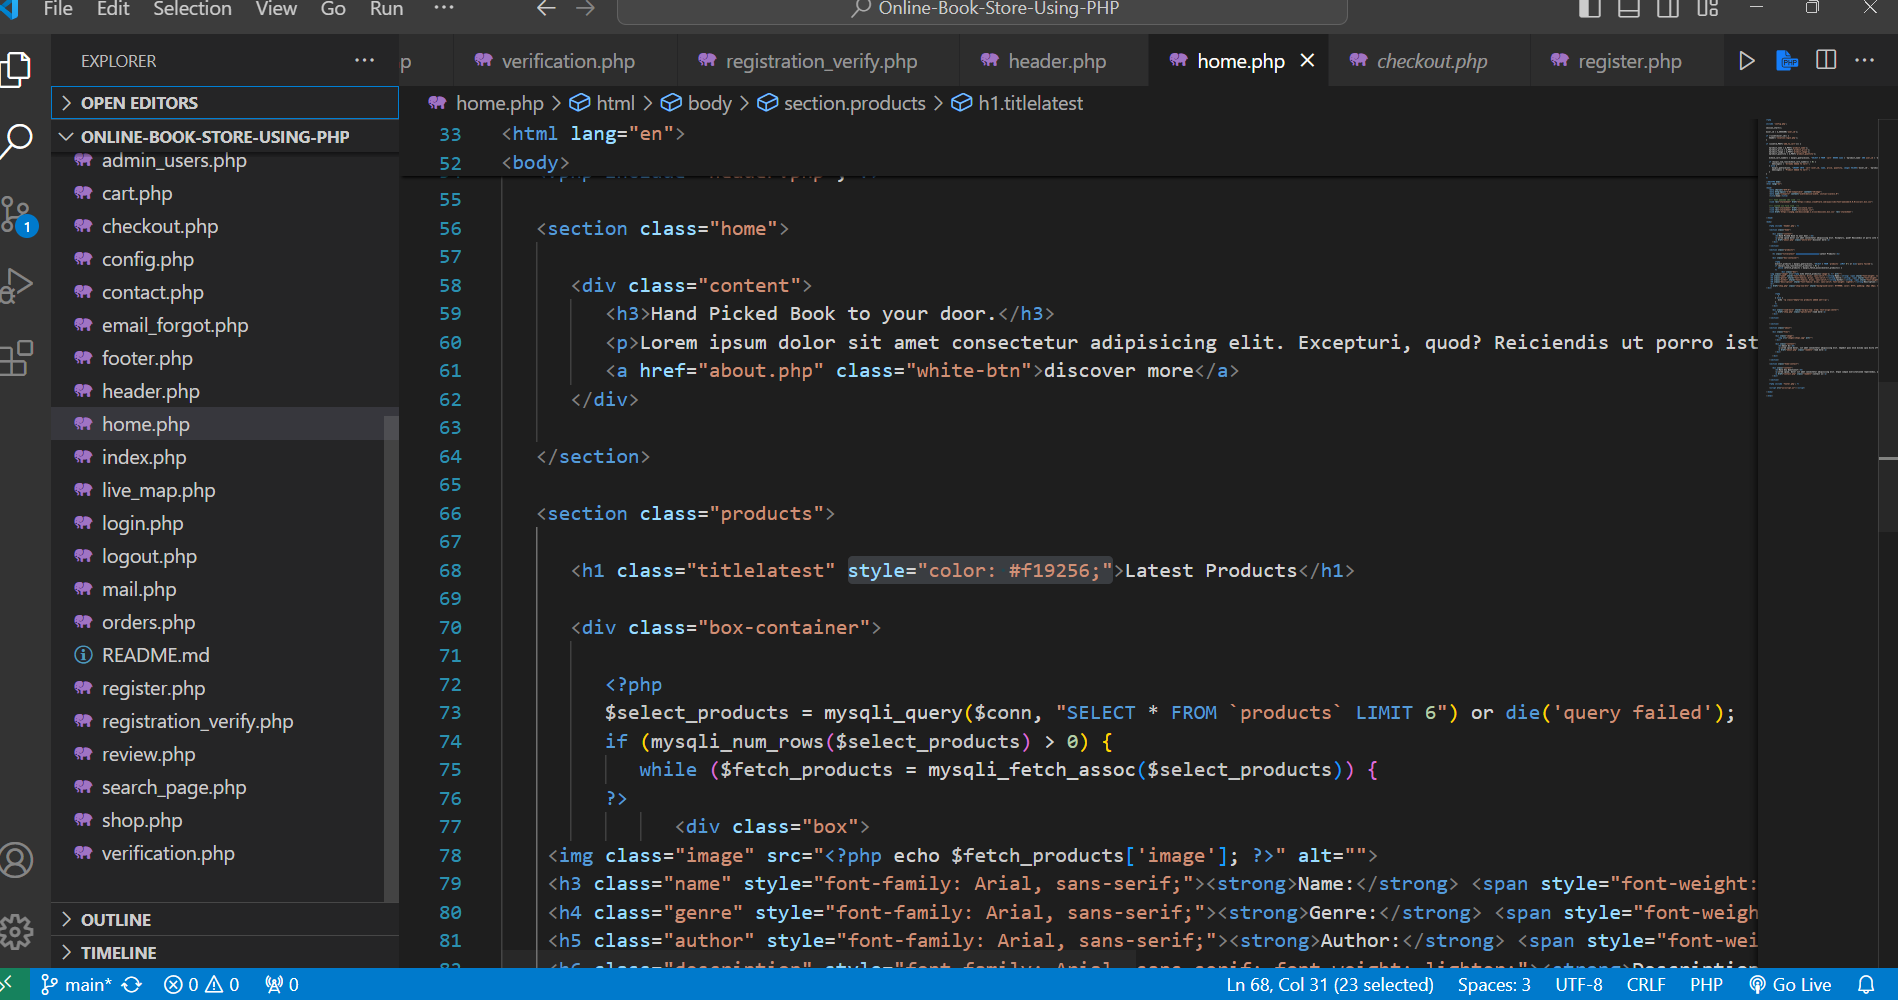 File Edit Selection View Go Run ...
Online-Book-Store-Using-PHP
EXPLORER ...
OPEN EDITORS
ONLINE-BOOK-STORE-USING-PHP
admin_users.php
cart.php
checkout.php
config.php
contact.php
email_forgot.php
footer.php
header.php
home.php
index.php
live_map.php
login.php
logout.php
mail.php
orders.php
README.md
register.php
registration_verify.php
review.php
search_page.php
shop.php
verification.php
OUTLINE
TIMELINE
1
p verification.php registration_verify.php header.php home.php checkout.php register.php
home.php > html > body > section.products > h1.titlelatest
33 <html lang="en">
52 <body>
55
56 <section class="home">
57
58 <div class="content">
59 <h3>Hand Picked Book to your door.</h3>
60 <p>Lorem ipsum dolor sit amet consectetur adipisicing elit. Excepturi, quod? Reiciendis ut porro ist
61 <a href="about.php" class="white-btn">discover more</a>
62 </div>
63
64 </section>
65
66 <section class="products">
67
68 <h1 class="titlelatest" style="color: #f19256;">Latest Products</h1>
69
70 <div class="box-container">
71
72 <?php
73 $select_products = mysqli_query($conn, "SELECT * FROM `products` LIMIT 6") or die('query failed');
74 if (mysqli_num_rows($select_products) > 0) {
75 while ($fetch_products = mysqli_fetch_assoc($select_products)) {
76 ?>
77 <div class="box">
78 <img class="image" src="<?php echo $fetch_products['image']; ?>" alt="">
79 <h3 class="name" style="font-family: Arial, sans-serif;"><strong>Name:</strong> <span style="font-weight:
80 <h4 class="genre" style="font-family: Arial, sans-serif;"><strong>Genre:</strong> <span style="font-weigh
81 <h5 class="author" style="font-family: Arial, sans-serif;"><strong>Author:</strong> <span style="font-wei
main* 0 0 0 Ln 68, Col 31 (23 selected) Spaces: 3 UTF-8 CRLF PHP Go Live